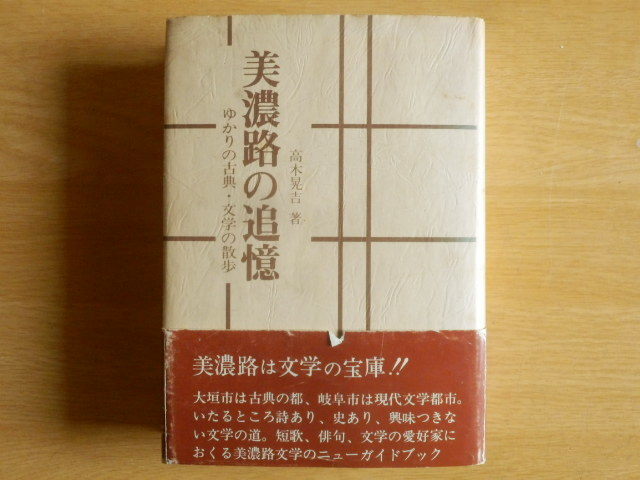 美濃路の追憶
ゆかりの古典・文学の散歩
高木晃吉 著
美濃路は文学の宝庫!!
大垣市は古典の都、岐阜市は現代文学都市。
いたるところ詩あり、史あり、興味つきな
い文学の道。短歌、俳句、文学の愛好家に
おくる美濃路文学のニューガイドブック